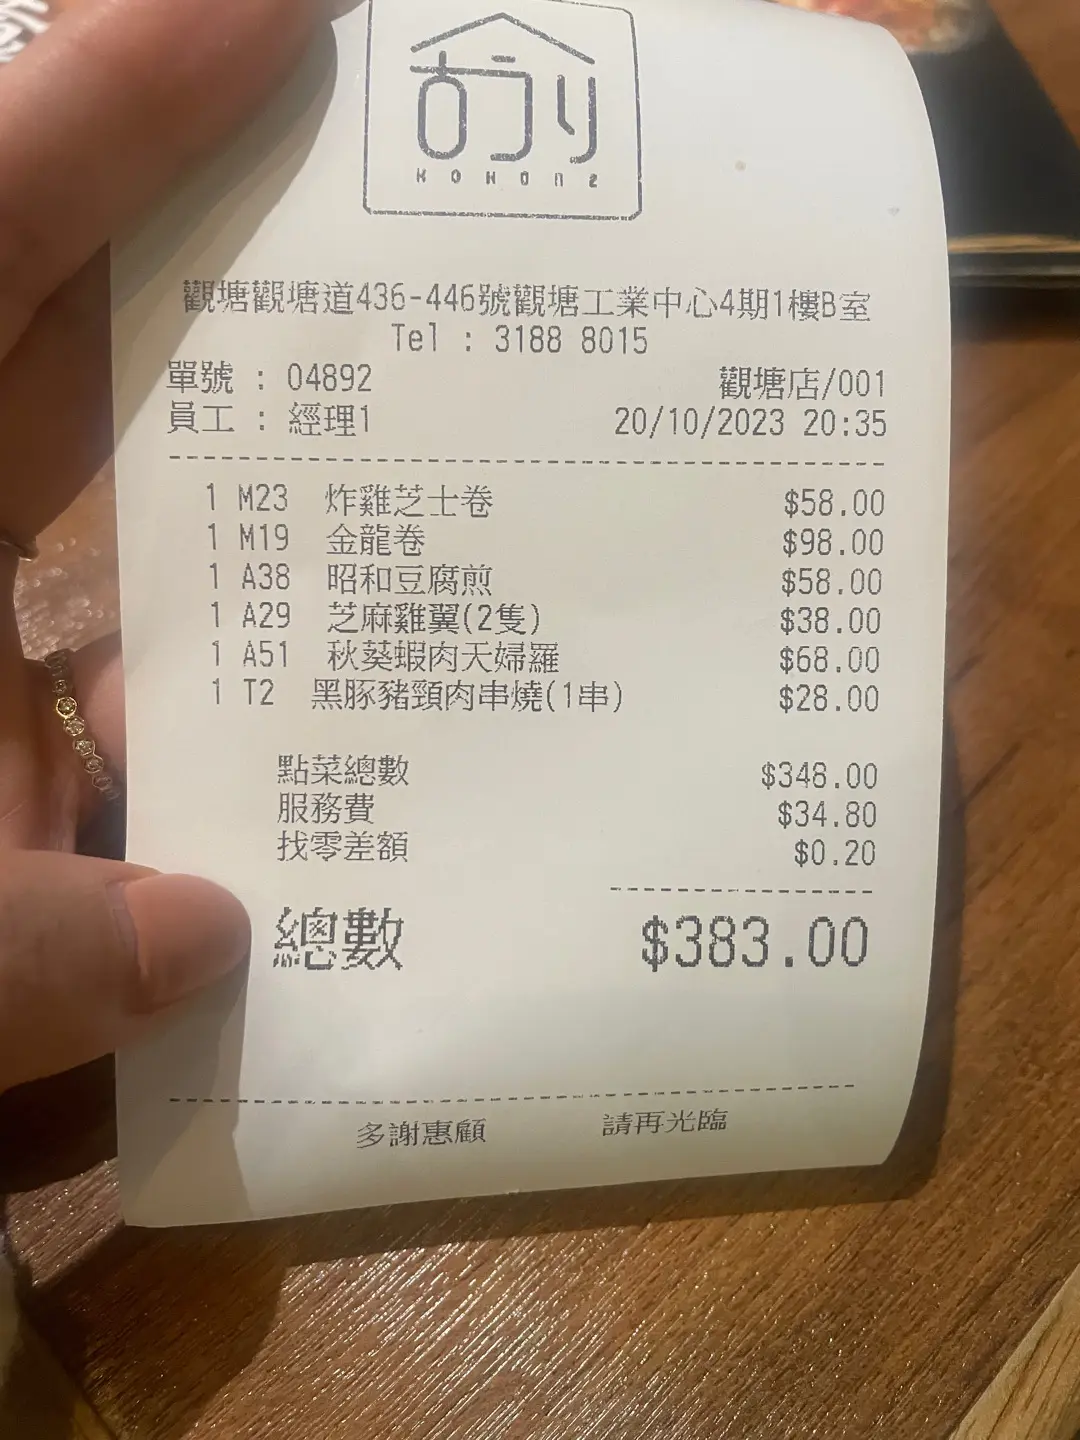 KOKONE
觀塘觀塘道436-446號觀塘工業中心4期1樓B室
Tel : 3188 8015
單號 : 04892 觀塘店/001
員工 : 經理1 20/10/2023 20:35
1 M23 炸雞芝士卷 $58.00
1 M19 金龍卷 $98.00
1 A38 昭和豆腐煎 $58.00
1 A29 芝麻雞翼(2隻) $38.00
1 A51 秋葵蝦肉天婦羅 $68.00
1 T2 黑豚豬頸肉串燒(1串) $28.00
點菜總數 $348.00
服務費 $34.80
找零差額 $0.20
總數 $383.00
多謝惠顧 請再光臨